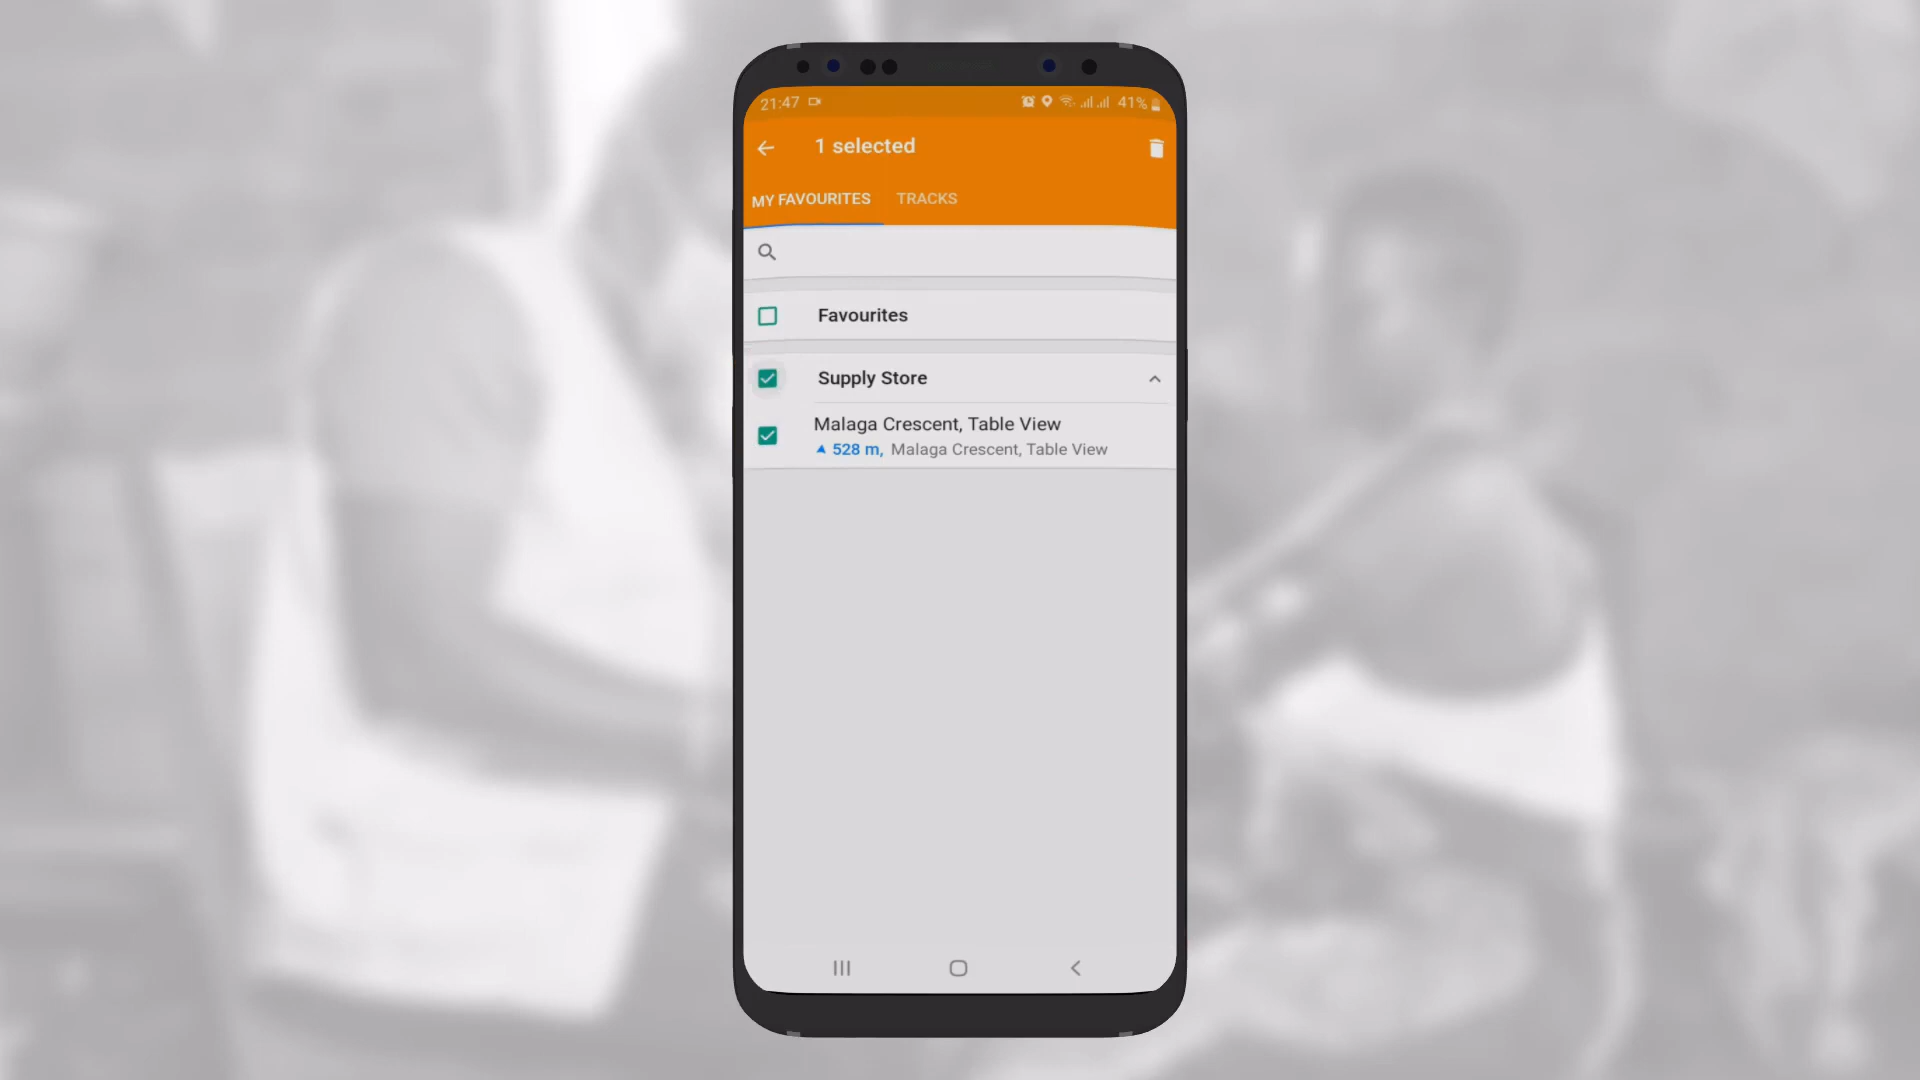 21:47 41%
1 selected
MY FAVOURITES TRACKS
Favourites
Supply Store
Malaga Crescent, Table View
528 m, Malaga Crescent, Table View